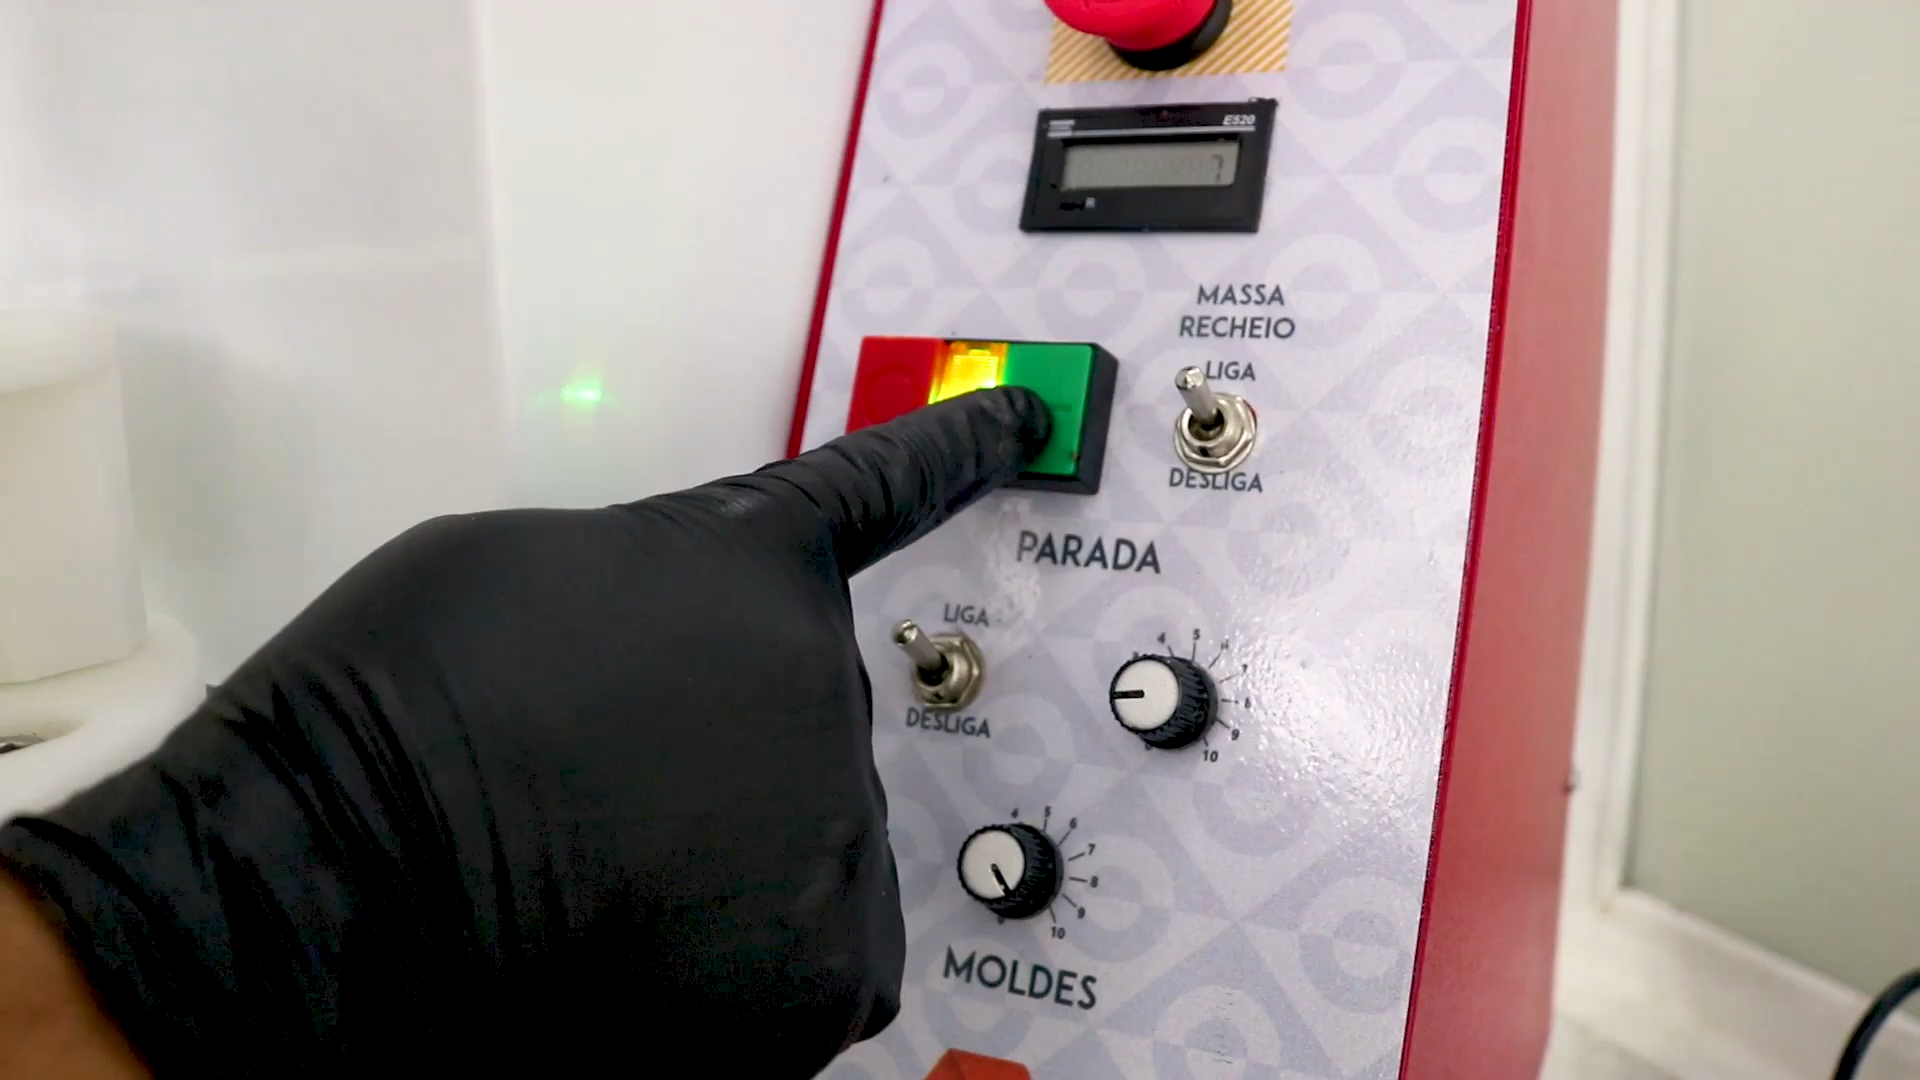 E520
7
R
MASSA
RECHEIO
LIGA
DESLIGA
PARADA
LIGA
DESLIGA
4 5 7 8 9 10
4 5 6 7 8 9 10
MOLDES